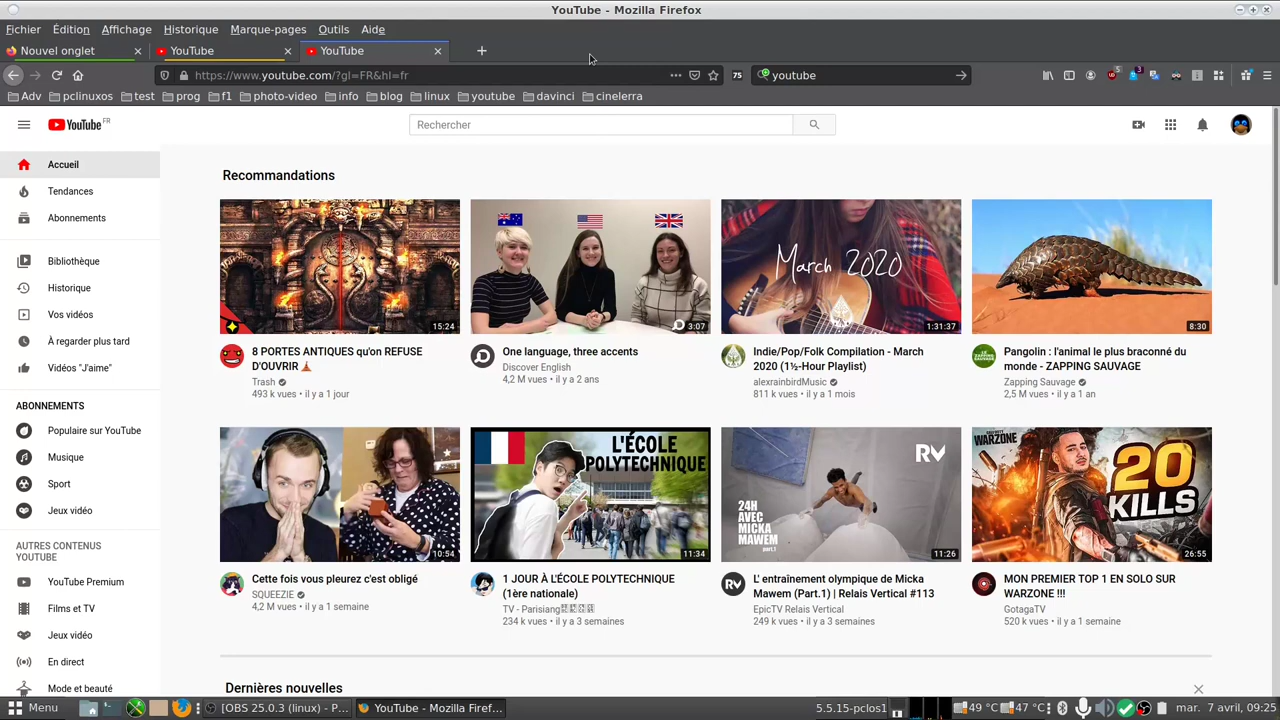 YouTube - Mozilla Firefox
Fichier Édition Affichage Historique Marque-pages Outils Aide
Nouvel onglet YouTube YouTube
https://www.youtube.com/?gl=FR&hl=fr 75 youtube 5 3
Adv pclinuxos test prog f1 photo-video info blog linux youtube davinci cinelerra
YouTube FR Rechercher
Accueil
Tendances
Abonnements
Bibliothèque
Historique
Vos vidéos
À regarder plus tard
Vidéos "J'aime"
ABONNEMENTS
Populaire sur YouTube
Musique
Sport
Jeux vidéo
AUTRES CONTENUS
YOUTUBE
YouTube Premium
Films et TV
Jeux vidéo
En direct
Mode et beauté
Recommandations
15:24
8 PORTES ANTIQUES qu'on REFUSE
D'OUVRIR
Trash
493 k vues • il y a 1 jour
3:07
One language, three accents
Discover English
4,2 M vues • il y a 2 ans
March 2020
1:31:37
Indie/Pop/Folk Compilation - March
2020 (1½-Hour Playlist)
alexrainbirdMusic
811 k vues • il y a 1 mois
8:30
LE ZAPPING SAUVAGE
Pangolin : l'animal le plus braconné du
monde - ZAPPING SAUVAGE
Zapping Sauvage
2,5 M vues • il y a 1 an
10:54
Cette fois vous pleurez c'est obligé
SQUEEZIE
4,2 M vues • il y a 1 semaine
L'ÉCOLE
POLYTECHNIQUE
11:34
1 JOUR À L'ÉCOLE POLYTECHNIQUE
(1ère nationale)
TV - Parisiang
234 k vues • il y a 3 semaines
RV
24H
AVEC
MICKA
MAWEM
part.1
11:26
RV
L' entraînement olympique de Micka
Mawem (Part.1) | Relais Vertical #113
EpicTV Relais Vertical
249 k vues • il y a 3 semaines
WARZONE
20
KILLS
26:55
MON PREMIER TOP 1 EN SOLO SUR
WARZONE !!!
GotagaTV
520 k vues • il y a 1 semaine
Dernières nouvelles
Menu [OBS 25.0.3 (linux) - P... YouTube - Mozilla Firef... 5.5.15-pclos1 49 °C 47 °C mar. 7 avril, 09:25